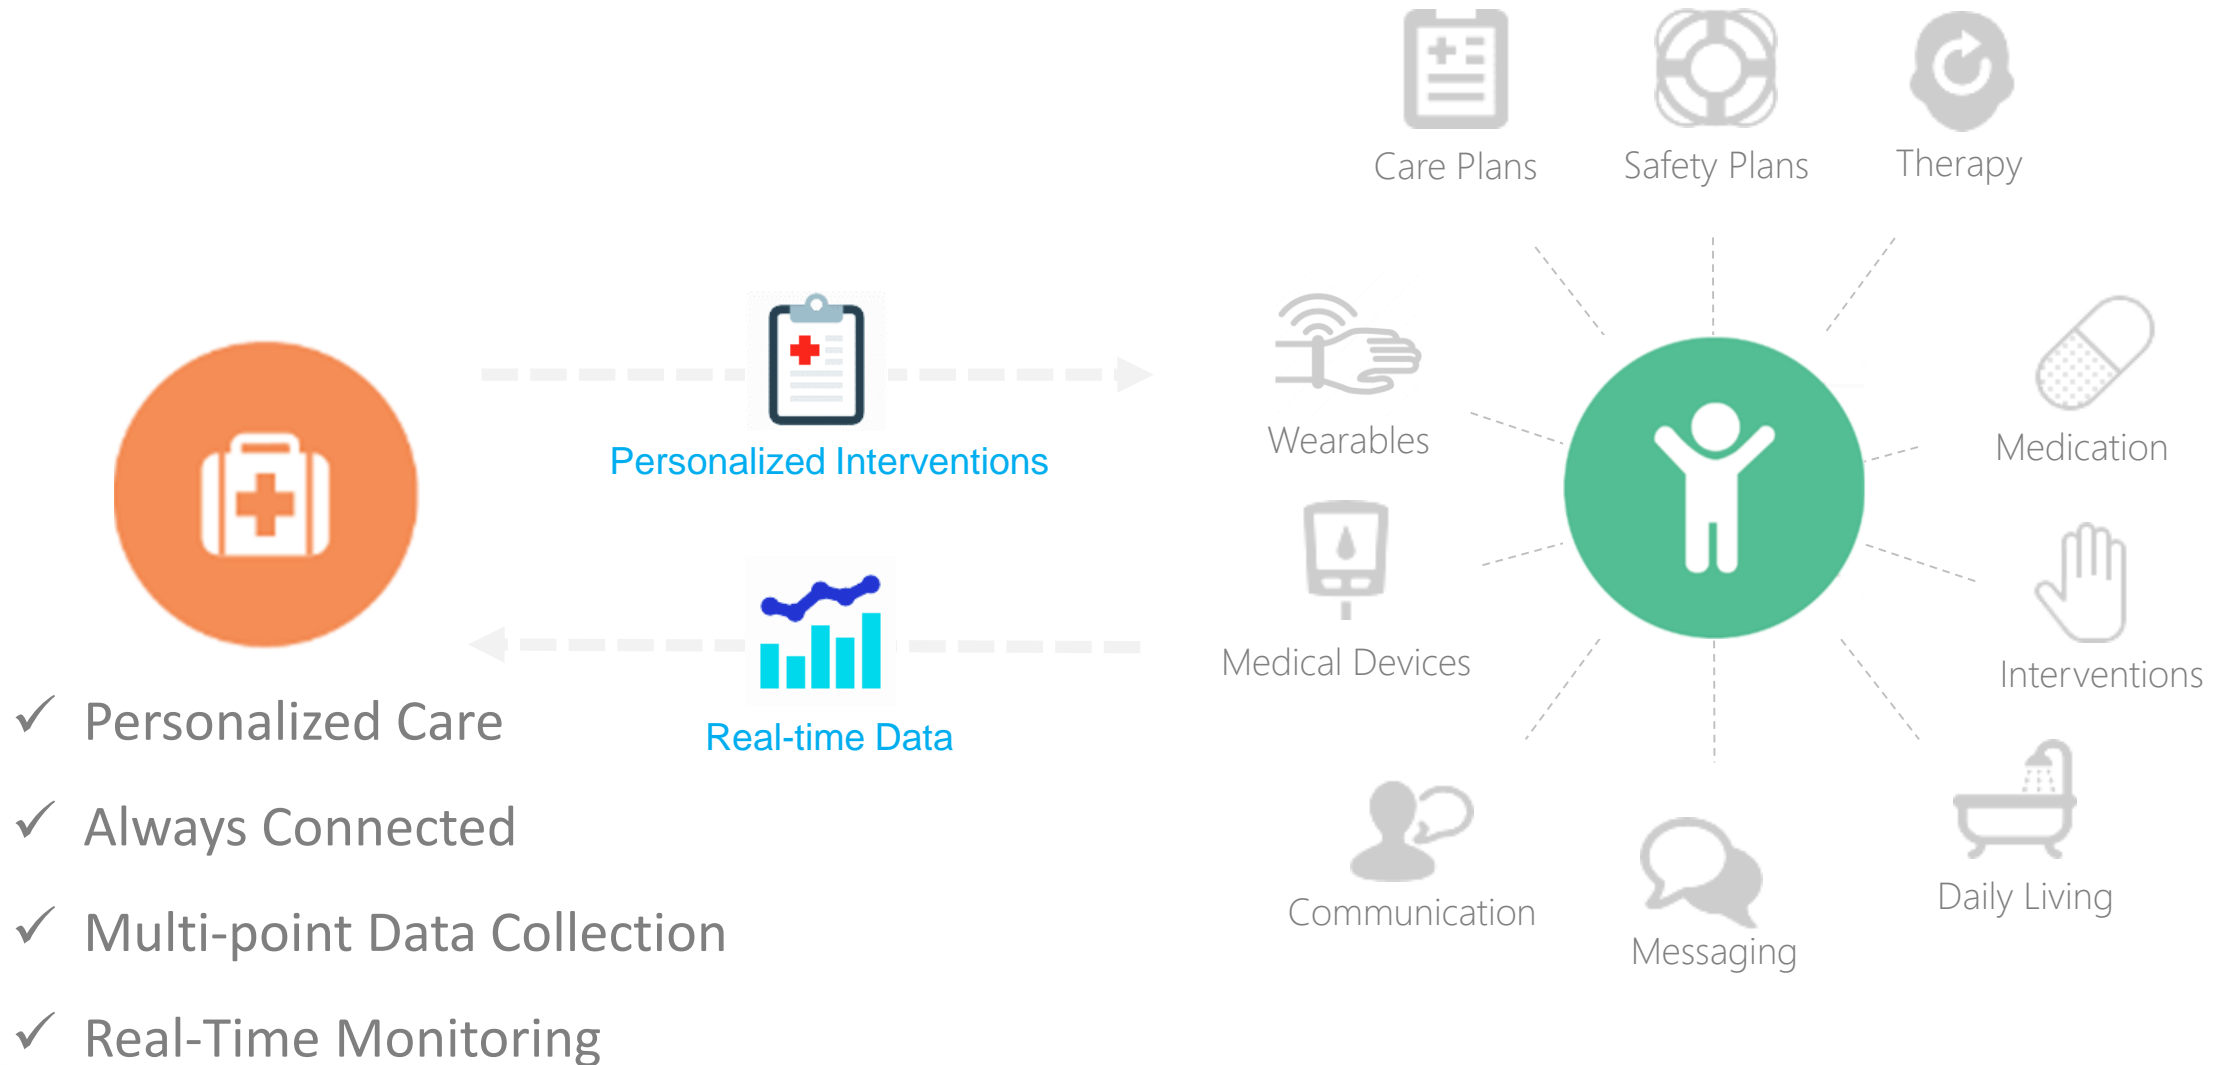 Care Plans
Safety Plans
Therapy
Wearables
Medication
Personalized Interventions
Medical Devices
Interventions
Real-time Data
✓ Personalized Care
✓ Always Connected
✓ Multi-point Data Collection
✓ Real-Time Monitoring
Communication
Messaging
Daily Living